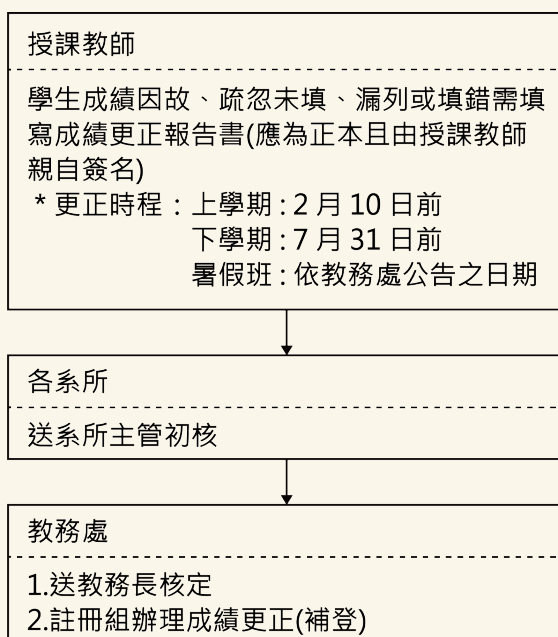 授課教師
學生成績因故、疏忽未填、漏列或填錯需填
寫成績更正報告書(應為正本且由授課教師
親自簽名)
* 更正時程：上學期：2 月 10 日前
下學期：7 月 31 日前
暑假班：依教務處公告之日期
各系所
送系所主管初核
教務處
1.送教務長核定
2.註冊組辦理成績更正(補登)